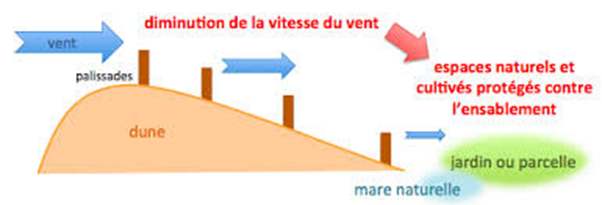 diminution de la vitesse du vent
vent
palissades
espaces naturels et
cultivés protégés contre
l'ensablement
dune
jardin ou parcelle
mare naturelle